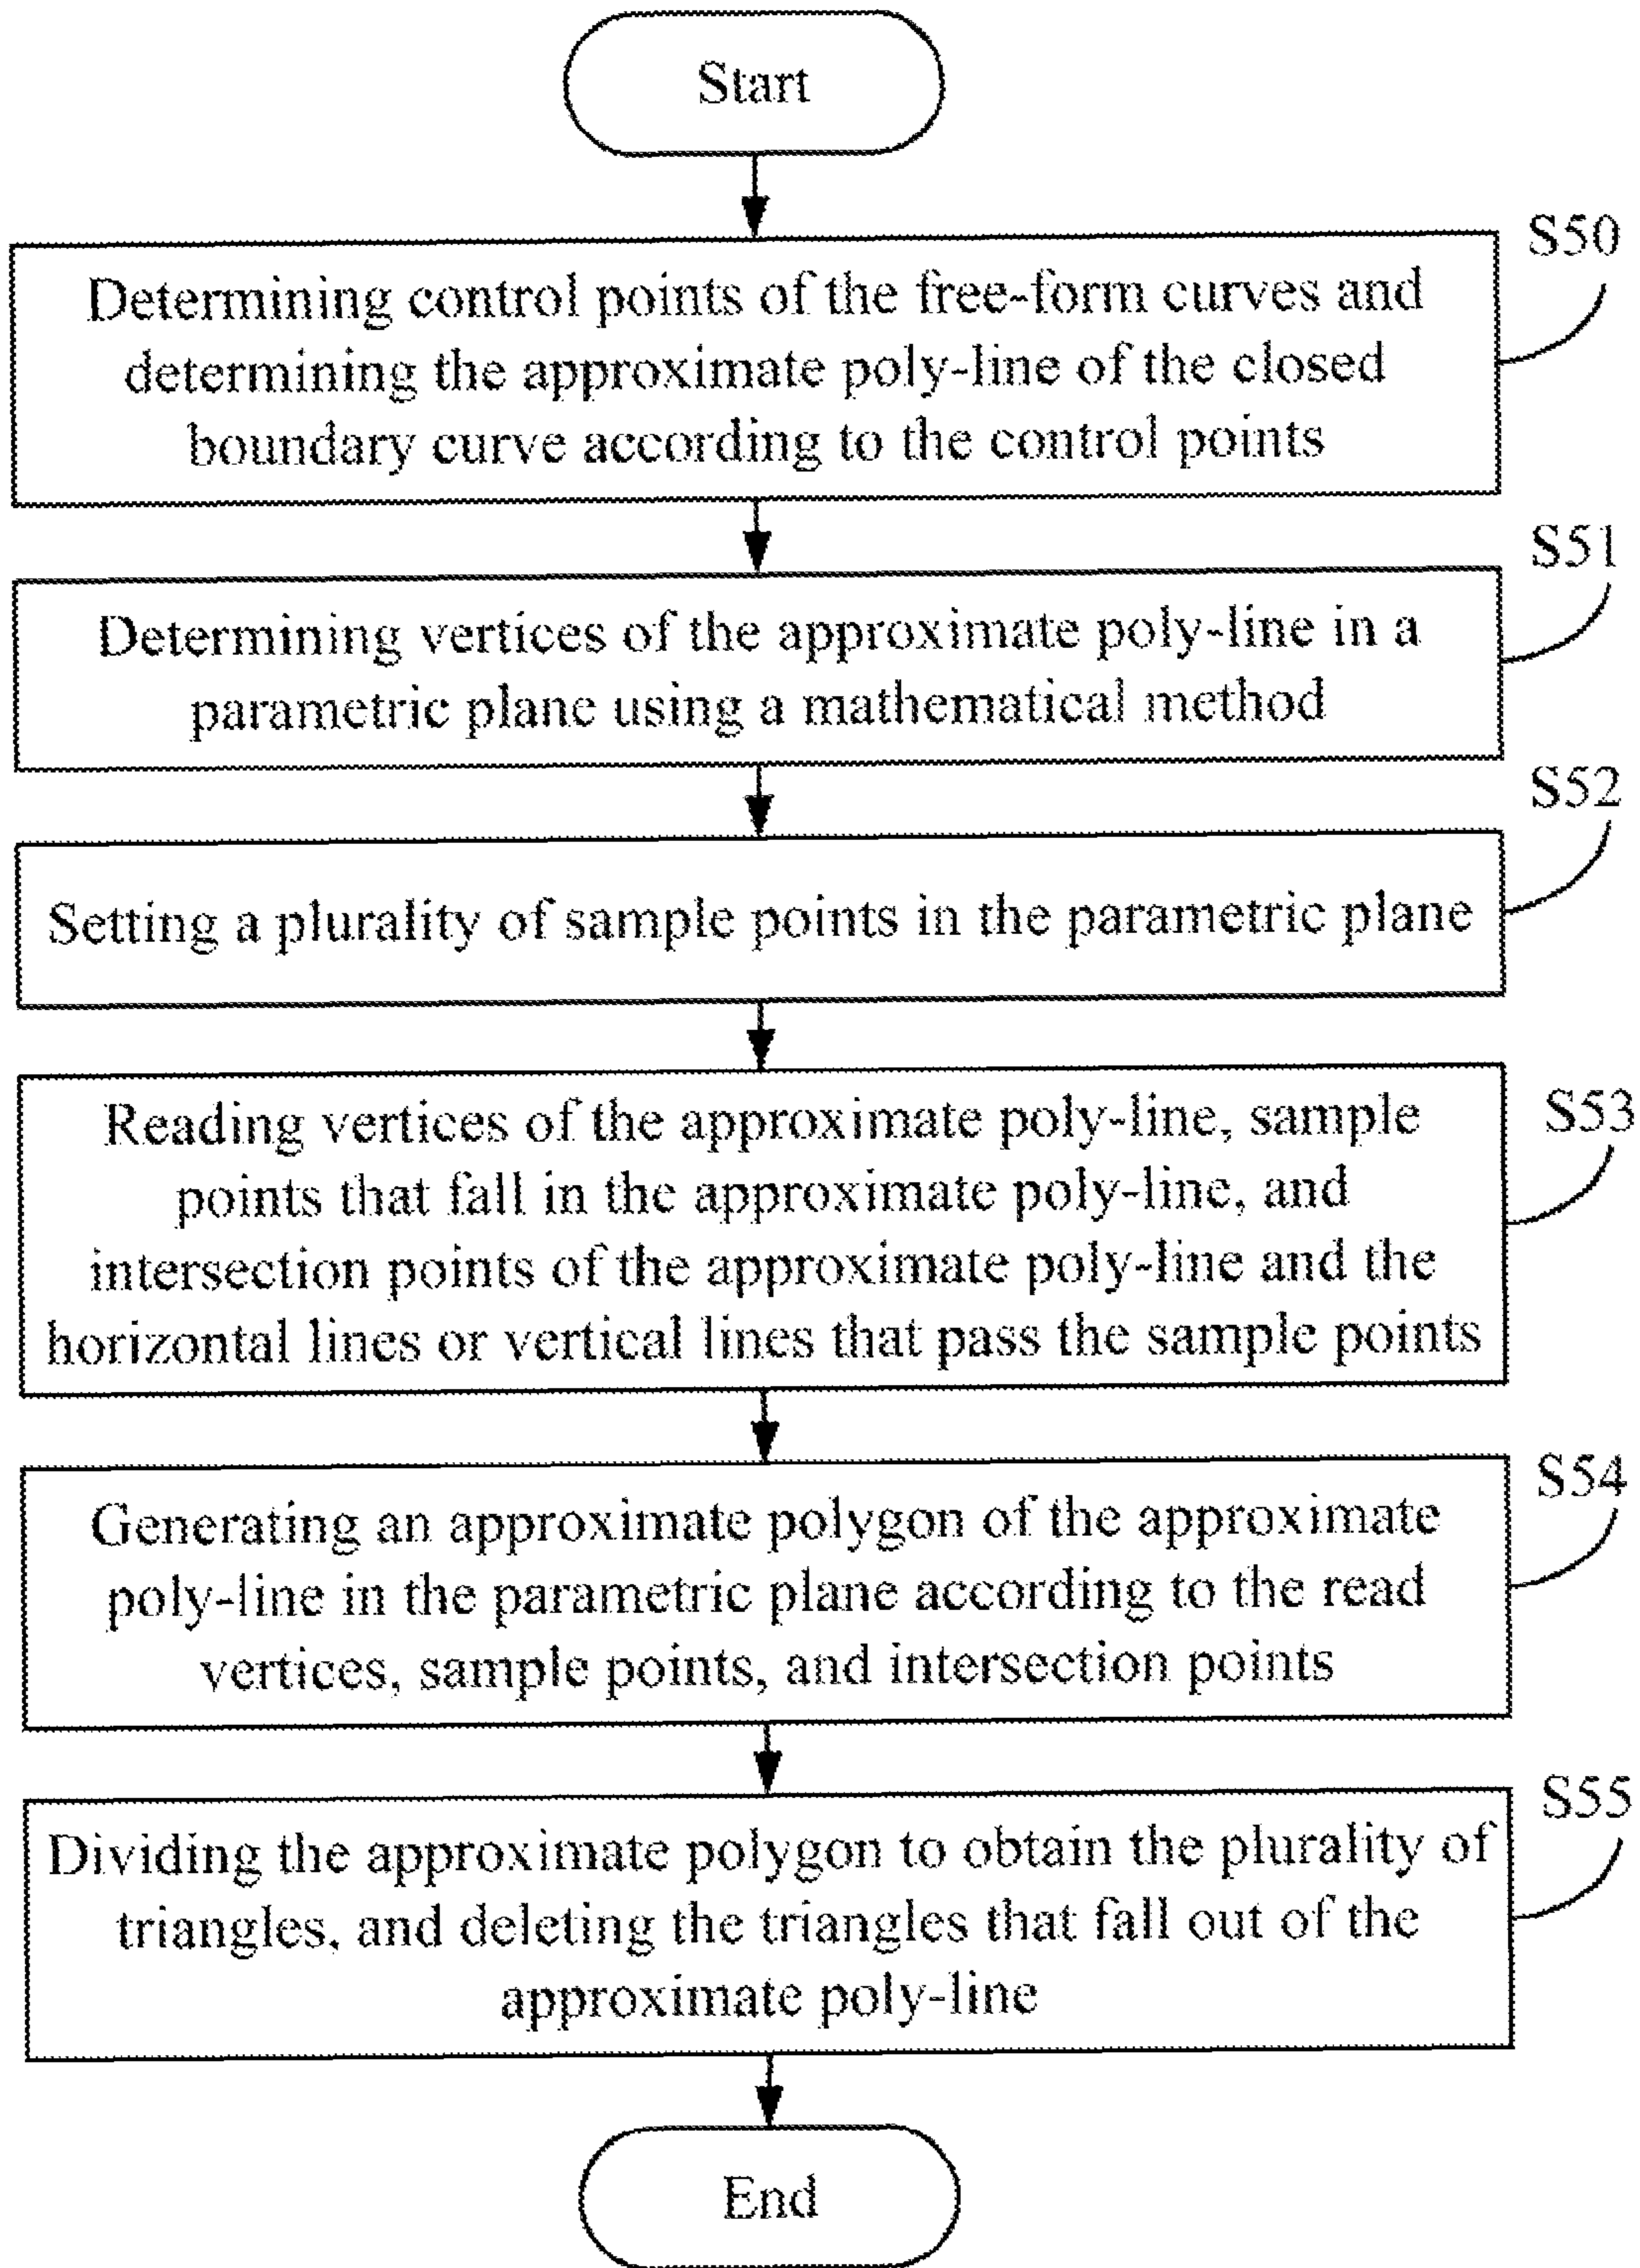 Start
S50
Determining control points of the free-form curves and
determining the approximate poly-line of the closed
boundary curve according to the control points
S51
Determining vertices of the approximate poly-line in a
parametric plane using a mathematical method
S52
Setting a plurality of sample points in the parametric plane
S53
Reading vertices of the approximate poly-line, sample
points that fall in the approximate poly-line, and
intersection points of the approximate poly-line and the
horizontal lines or vertical lines that pass the sample points
S54
Generating an approximate polygon of the approximate
poly-line in the parametric plane according to the read
vertices, sample points, and intersection points
S55
Dividing the approximate polygon to obtain the plurality of
triangles, and deleting the triangles that fall out of the
approximate poly-line
End